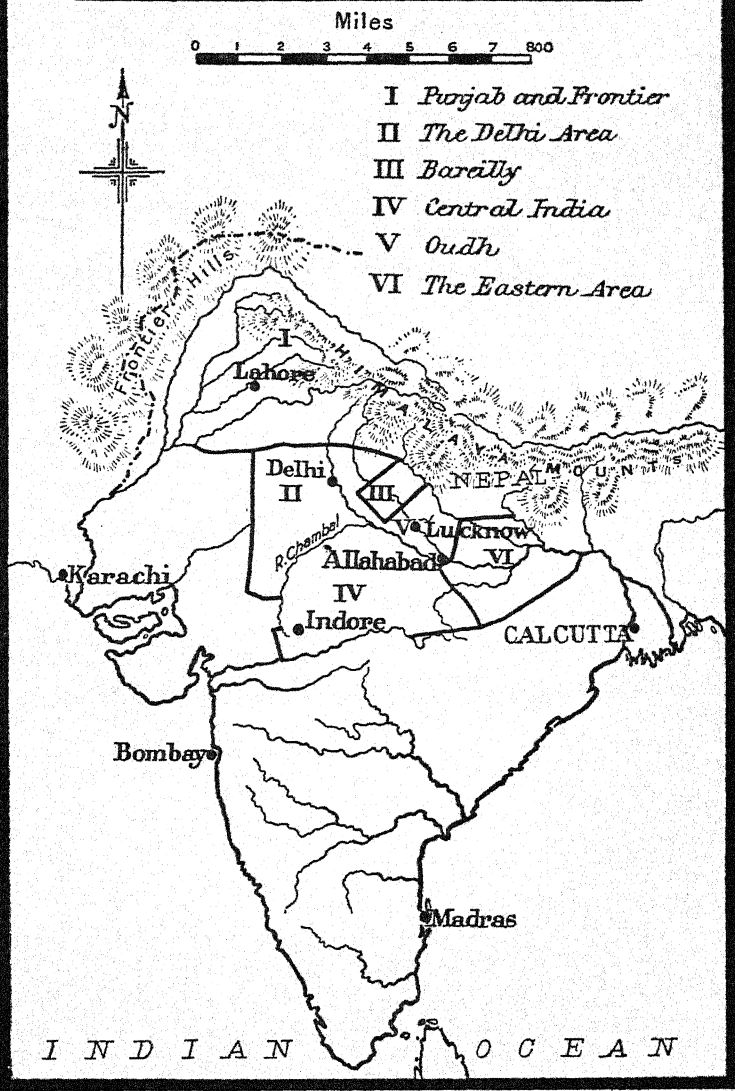 Miles
0 1 2 3 4 5 6 7 800
N
I Punjab and Frontier
II The Delhi Area
III Bareilly
IV Central India
V Oudh
VI The Eastern Area
Frontier Hills
I
HIMALAYA MOUNTS
Lahore
Delhi
II
III
NEPAL
V Lucknow
R. Chambal
VI
Allahabad
Karachi
IV
Indore
CALCUTTA
Bombay
Madras
INDIAN OCEAN